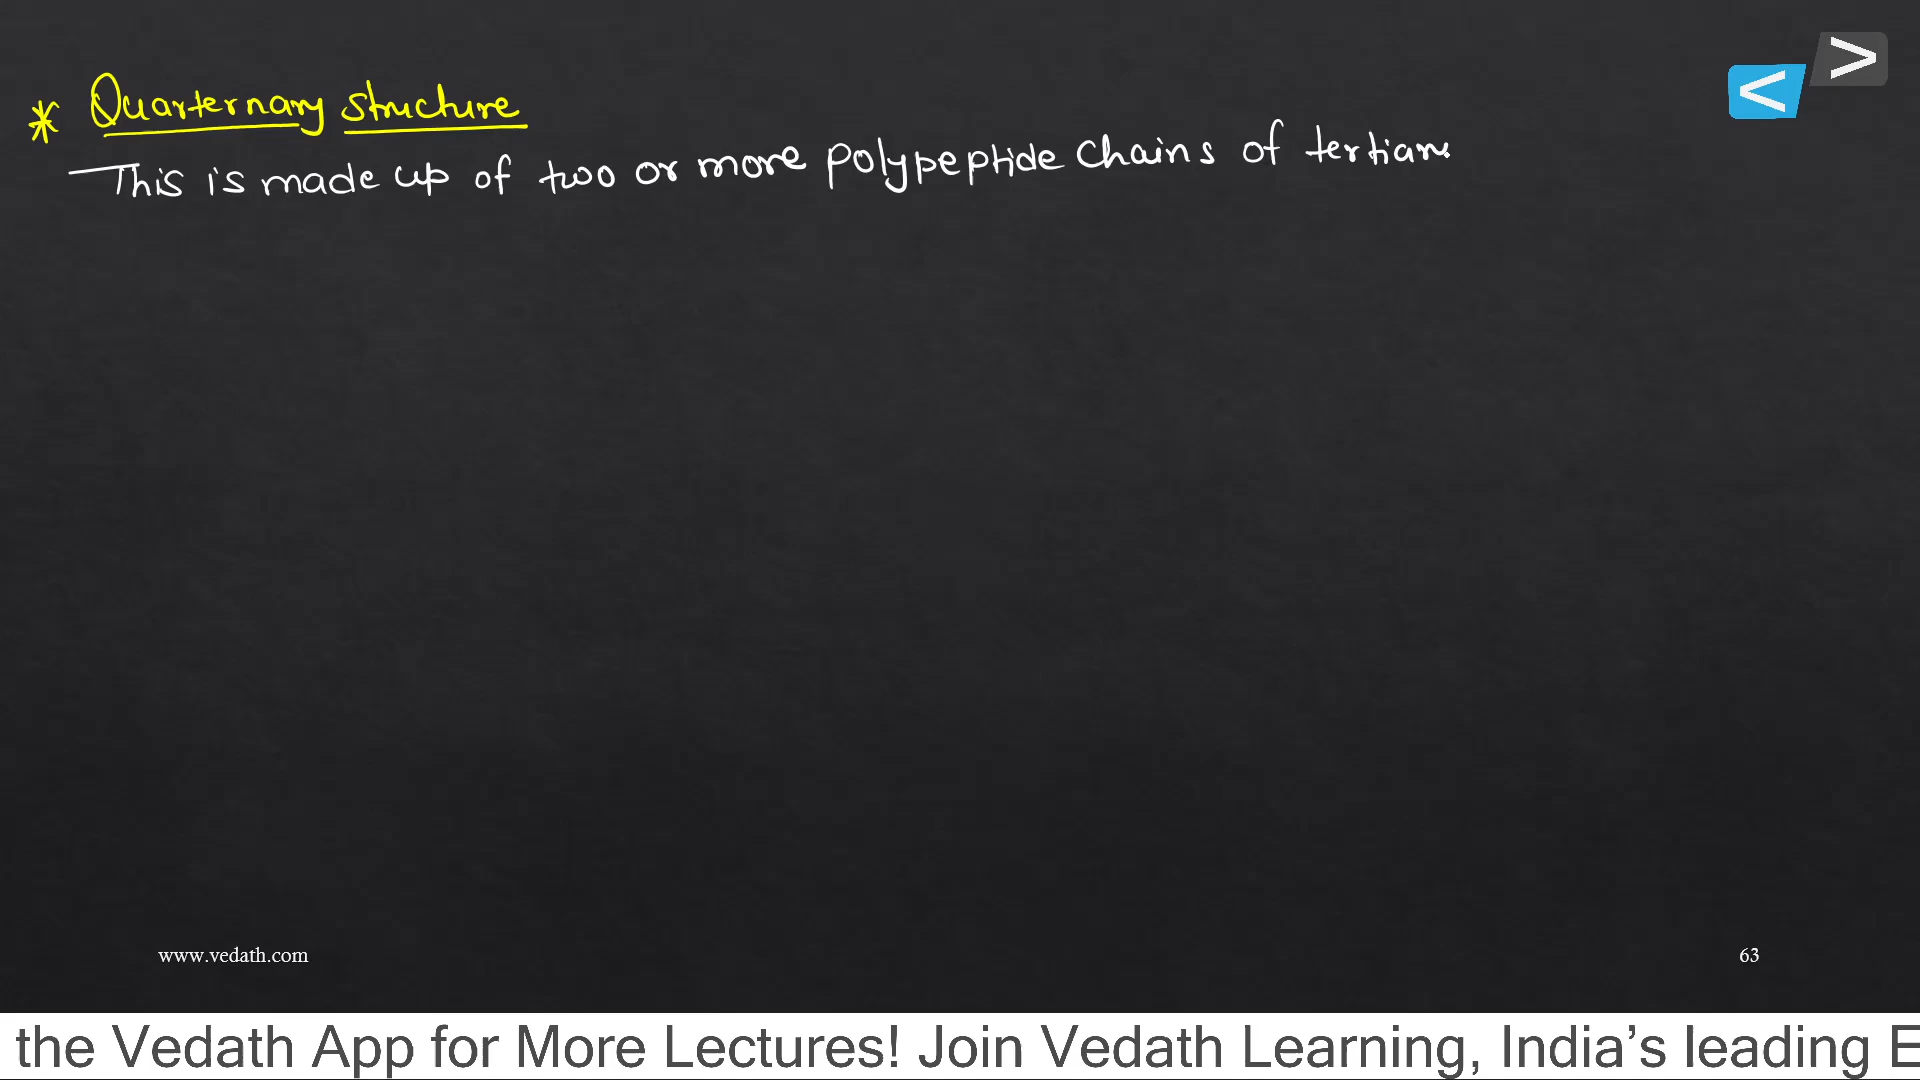 * Quarternary structure
This is made up of two or more polypeptide chains of tertiary
www.vedath.com
63
the Vedath App for More Lectures! Join Vedath Learning, India’s leading E